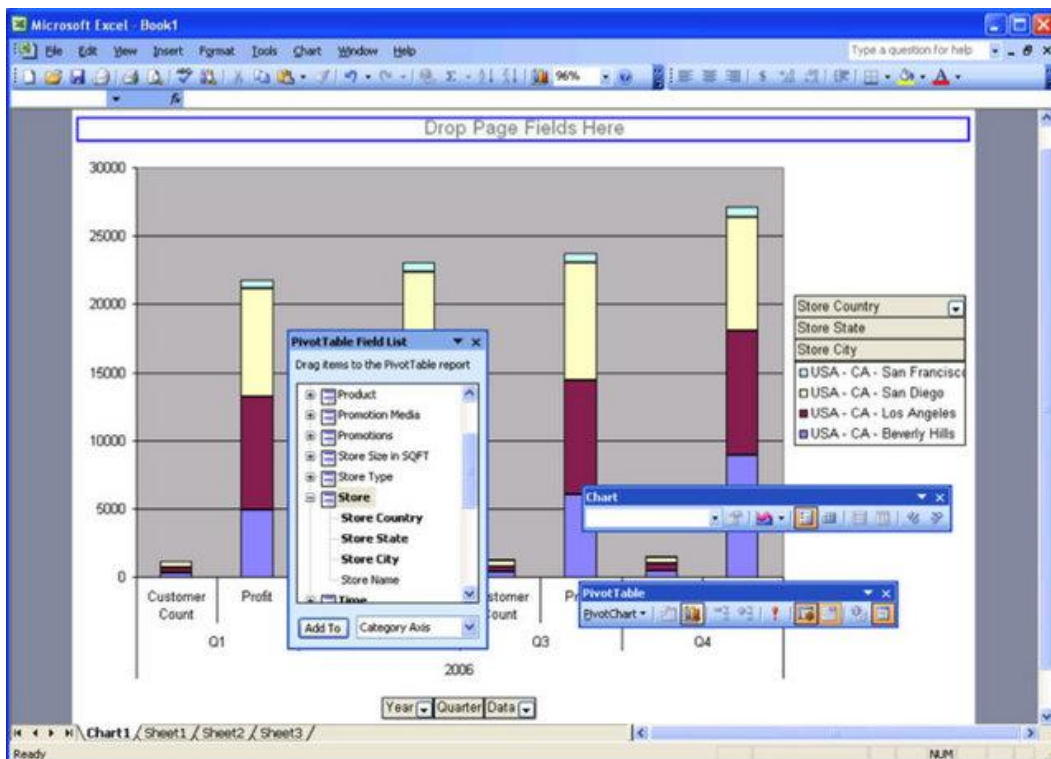 Microsoft Excel - Book1
File Edit View Insert Format Tools Chart Window Help
Type a question for help
96%
fx
Drop Page Fields Here
30000
25000
20000
15000
10000
5000
0
Store Country
Store State
Store City
USA - CA - San Francisco
USA - CA - San Diego
USA - CA - Los Angeles
USA - CA - Beverly Hills
PivotTable Field List
Drag items to the PivotTable report
Product
Promotion Media
Promotions
Store Size in SQFT
Store Type
Store
Store Country
Store State
Store City
Store Name
Time
Add To Category Axis
Chart
PivotTable
PivotChart
Customer Count
Profit
Q1
Q3
Q4
2006
Year Quarter Data
Chart1 Sheet1 Sheet2 Sheet3
Ready
NUM